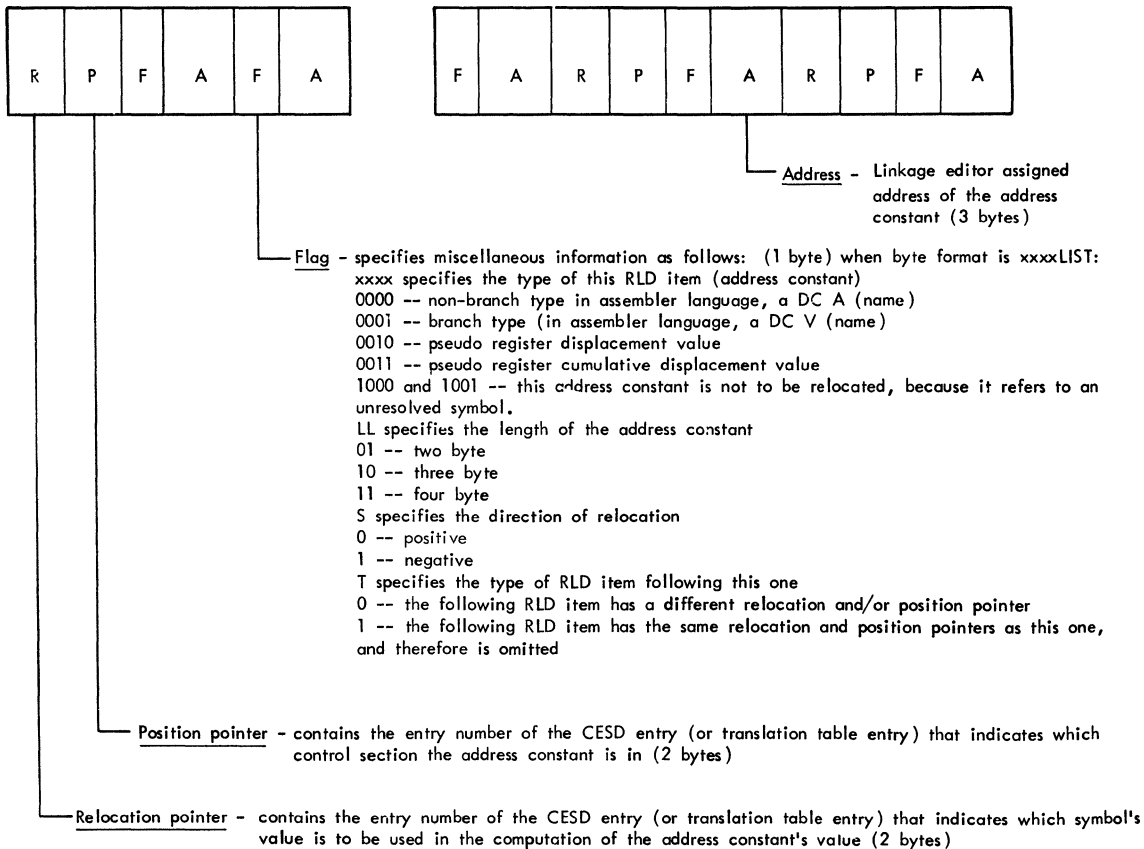 R P F A F A F A R P F A R P F A
Address - Linkage editor assigned
address of the address
constant (3 bytes)
Flag - specifies miscellaneous information as follows: (1 byte) when byte format is xxxxLIST:
xxxx specifies the type of this RLD item (address constant)
0000 -- non-branch type in assembler language, a DC A (name)
0001 -- branch type (in assembler language, a DC V (name)
0010 -- pseudo register displacement value
0011 -- pseudo register cumulative displacement value
1000 and 1001 -- this address constant is not to be relocated, because it refers to an
unresolved symbol.
LL specifies the length of the address constant
01 -- two byte
10 -- three byte
11 -- four byte
S specifies the direction of relocation
0 -- positive
1 -- negative
T specifies the type of RLD item following this one
0 -- the following RLD item has a different relocation and/or position pointer
1 -- the following RLD item has the same relocation and position pointers as this one,
and therefore is omitted
Position pointer - contains the entry number of the CESD entry (or translation table entry) that indicates which
control section the address constant is in (2 bytes)
Relocation pointer - contains the entry number of the CESD entry (or translation table entry) that indicates which symbol's
value is to be used in the computation of the address constant's value (2 bytes)